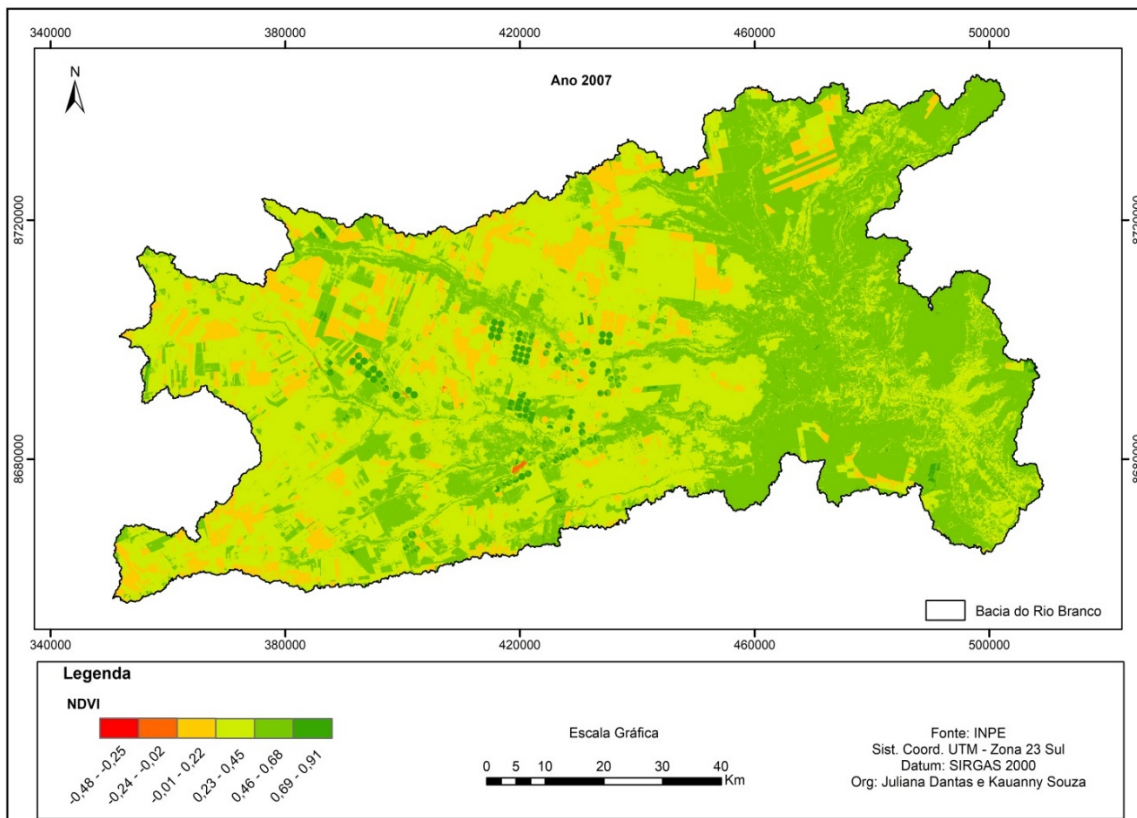 340000 380000 420000 460000 500000
N
Ano 2007
8720000 8720000
8680000 8680000
Bacia do Rio Branco
340000 380000 420000 460000 500000
Legenda
NDVI
-0,48 - -0,25
-0,24 - -0,02
-0,01 - 0,22
0,23 - 0,45
0,46 - 0,68
0,69 - 0,91
Escala Gráfica
0 5 10 20 30 40
Km
Fonte: INPE
Sist. Coord. UTM - Zona 23 Sul
Datum: SIRGAS 2000
Org: Juliana Dantas e Kauanny Souza